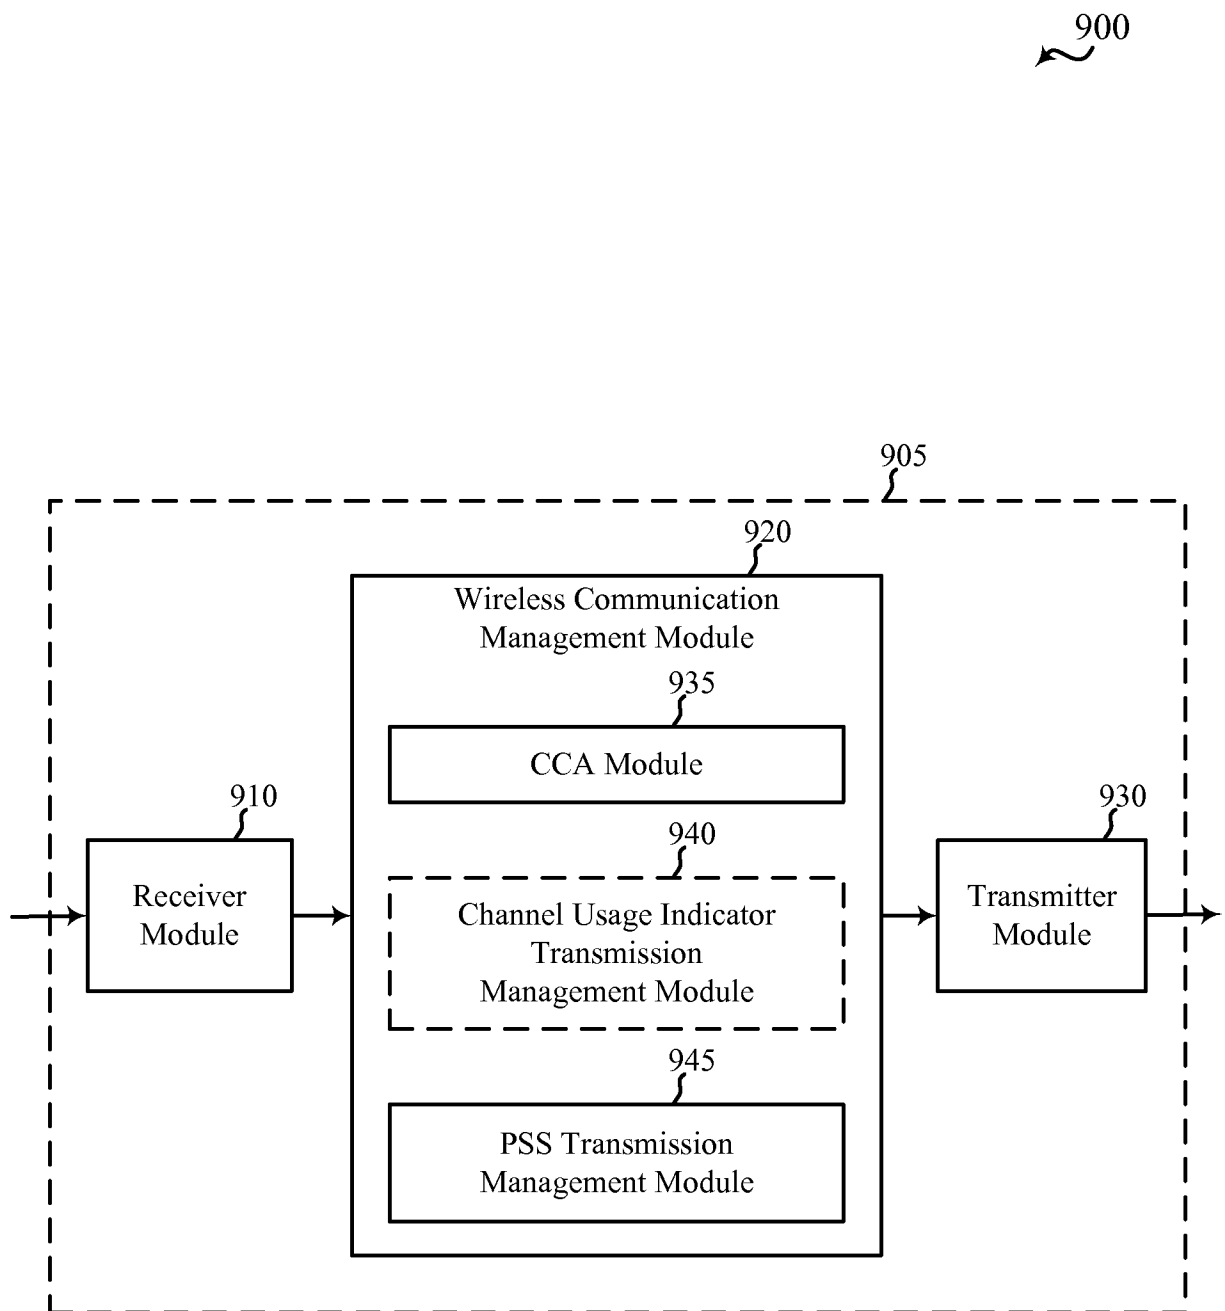 900
905
920
Wireless Communication
Management Module
935
CCA Module
910
Receiver
Module
940
Channel Usage Indicator
Transmission
Management Module
930
Transmitter
Module
945
PSS Transmission
Management Module